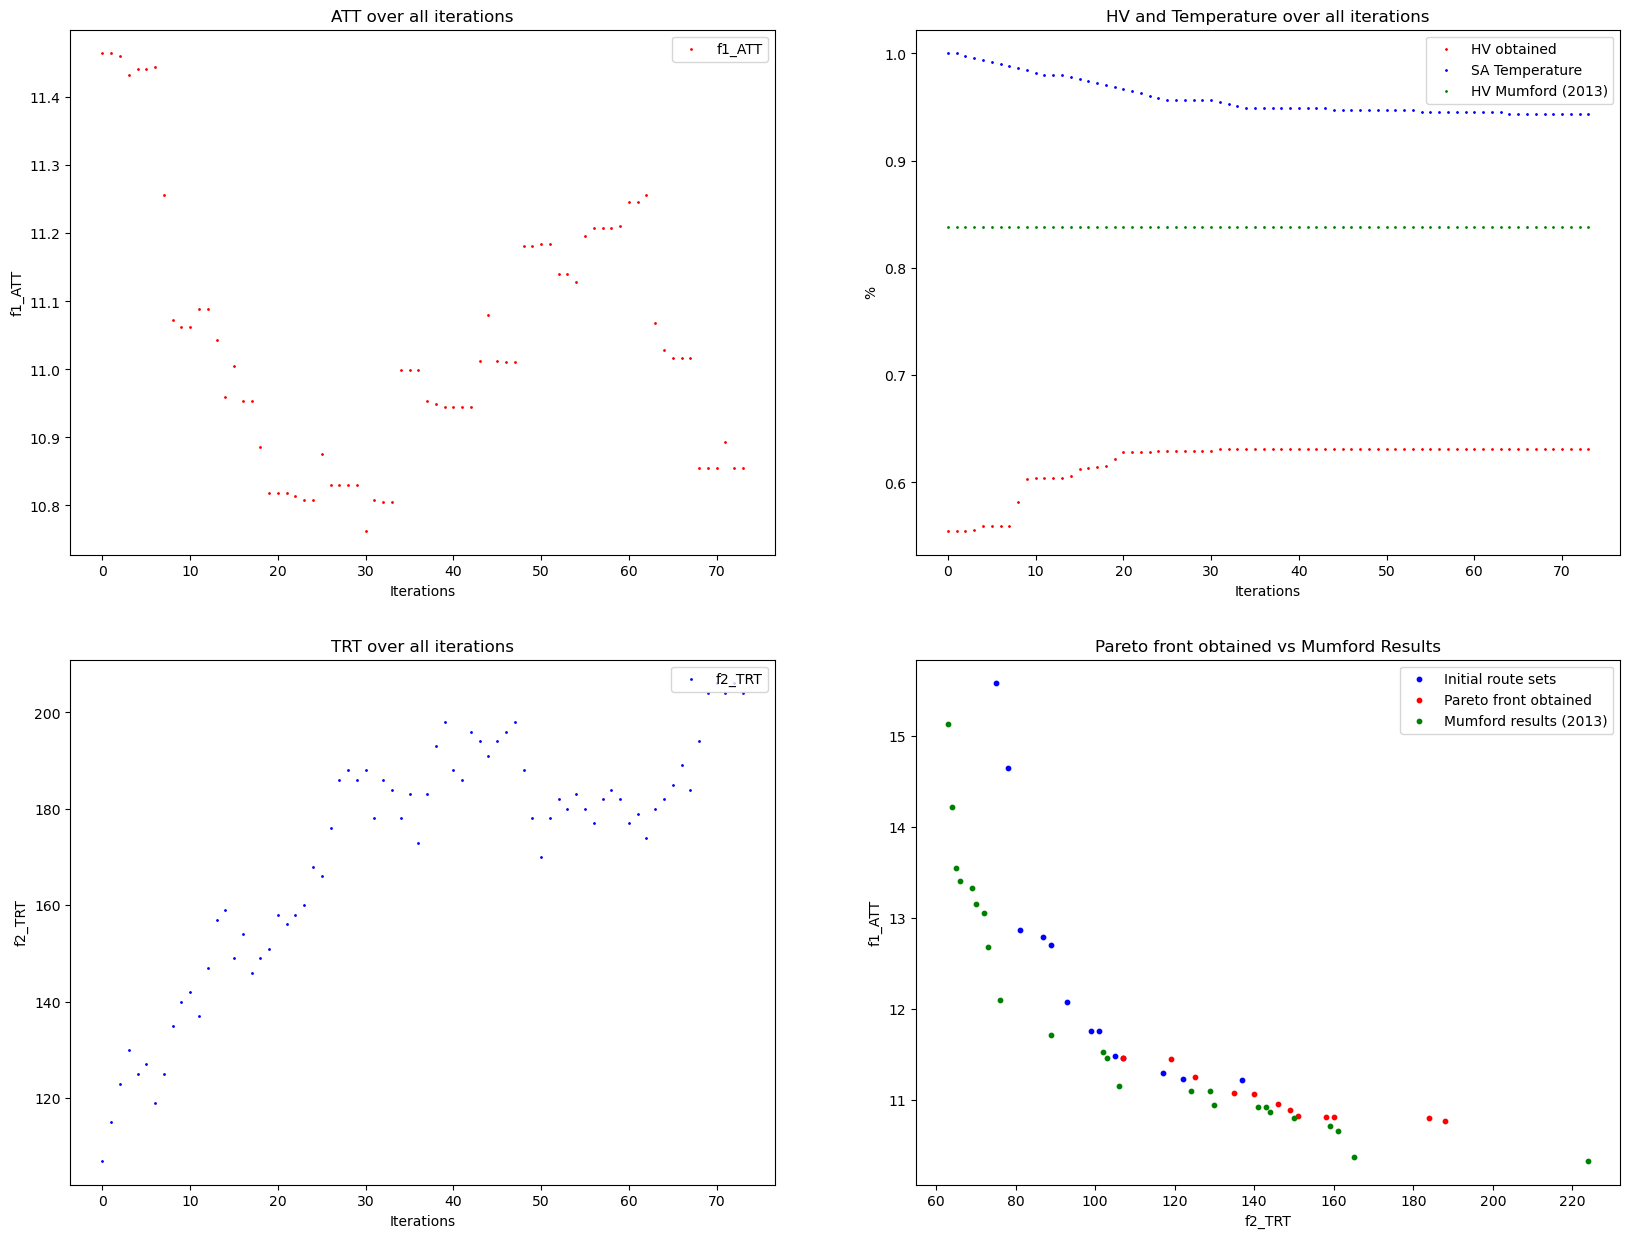 ATT over all iterations
f1_ATT
11.4
11.3
11.2
11.1
11.0
10.9
10.8
f1_ATT
0 10 20 30 40 50 60 70
Iterations
HV and Temperature over all iterations
HV obtained
SA Temperature
HV Mumford (2013)
1.0
0.9
0.8
0.7
0.6
%
0 10 20 30 40 50 60 70
Iterations
TRT over all iterations
f2_TRT
200
180
160
140
120
f2_TRT
0 10 20 30 40 50 60 70
Iterations
Pareto front obtained vs Mumford Results
Initial route sets
Pareto front obtained
Mumford results (2013)
15
14
13
12
11
f1_ATT
60 80 100 120 140 160 180 200 220
f2_TRT